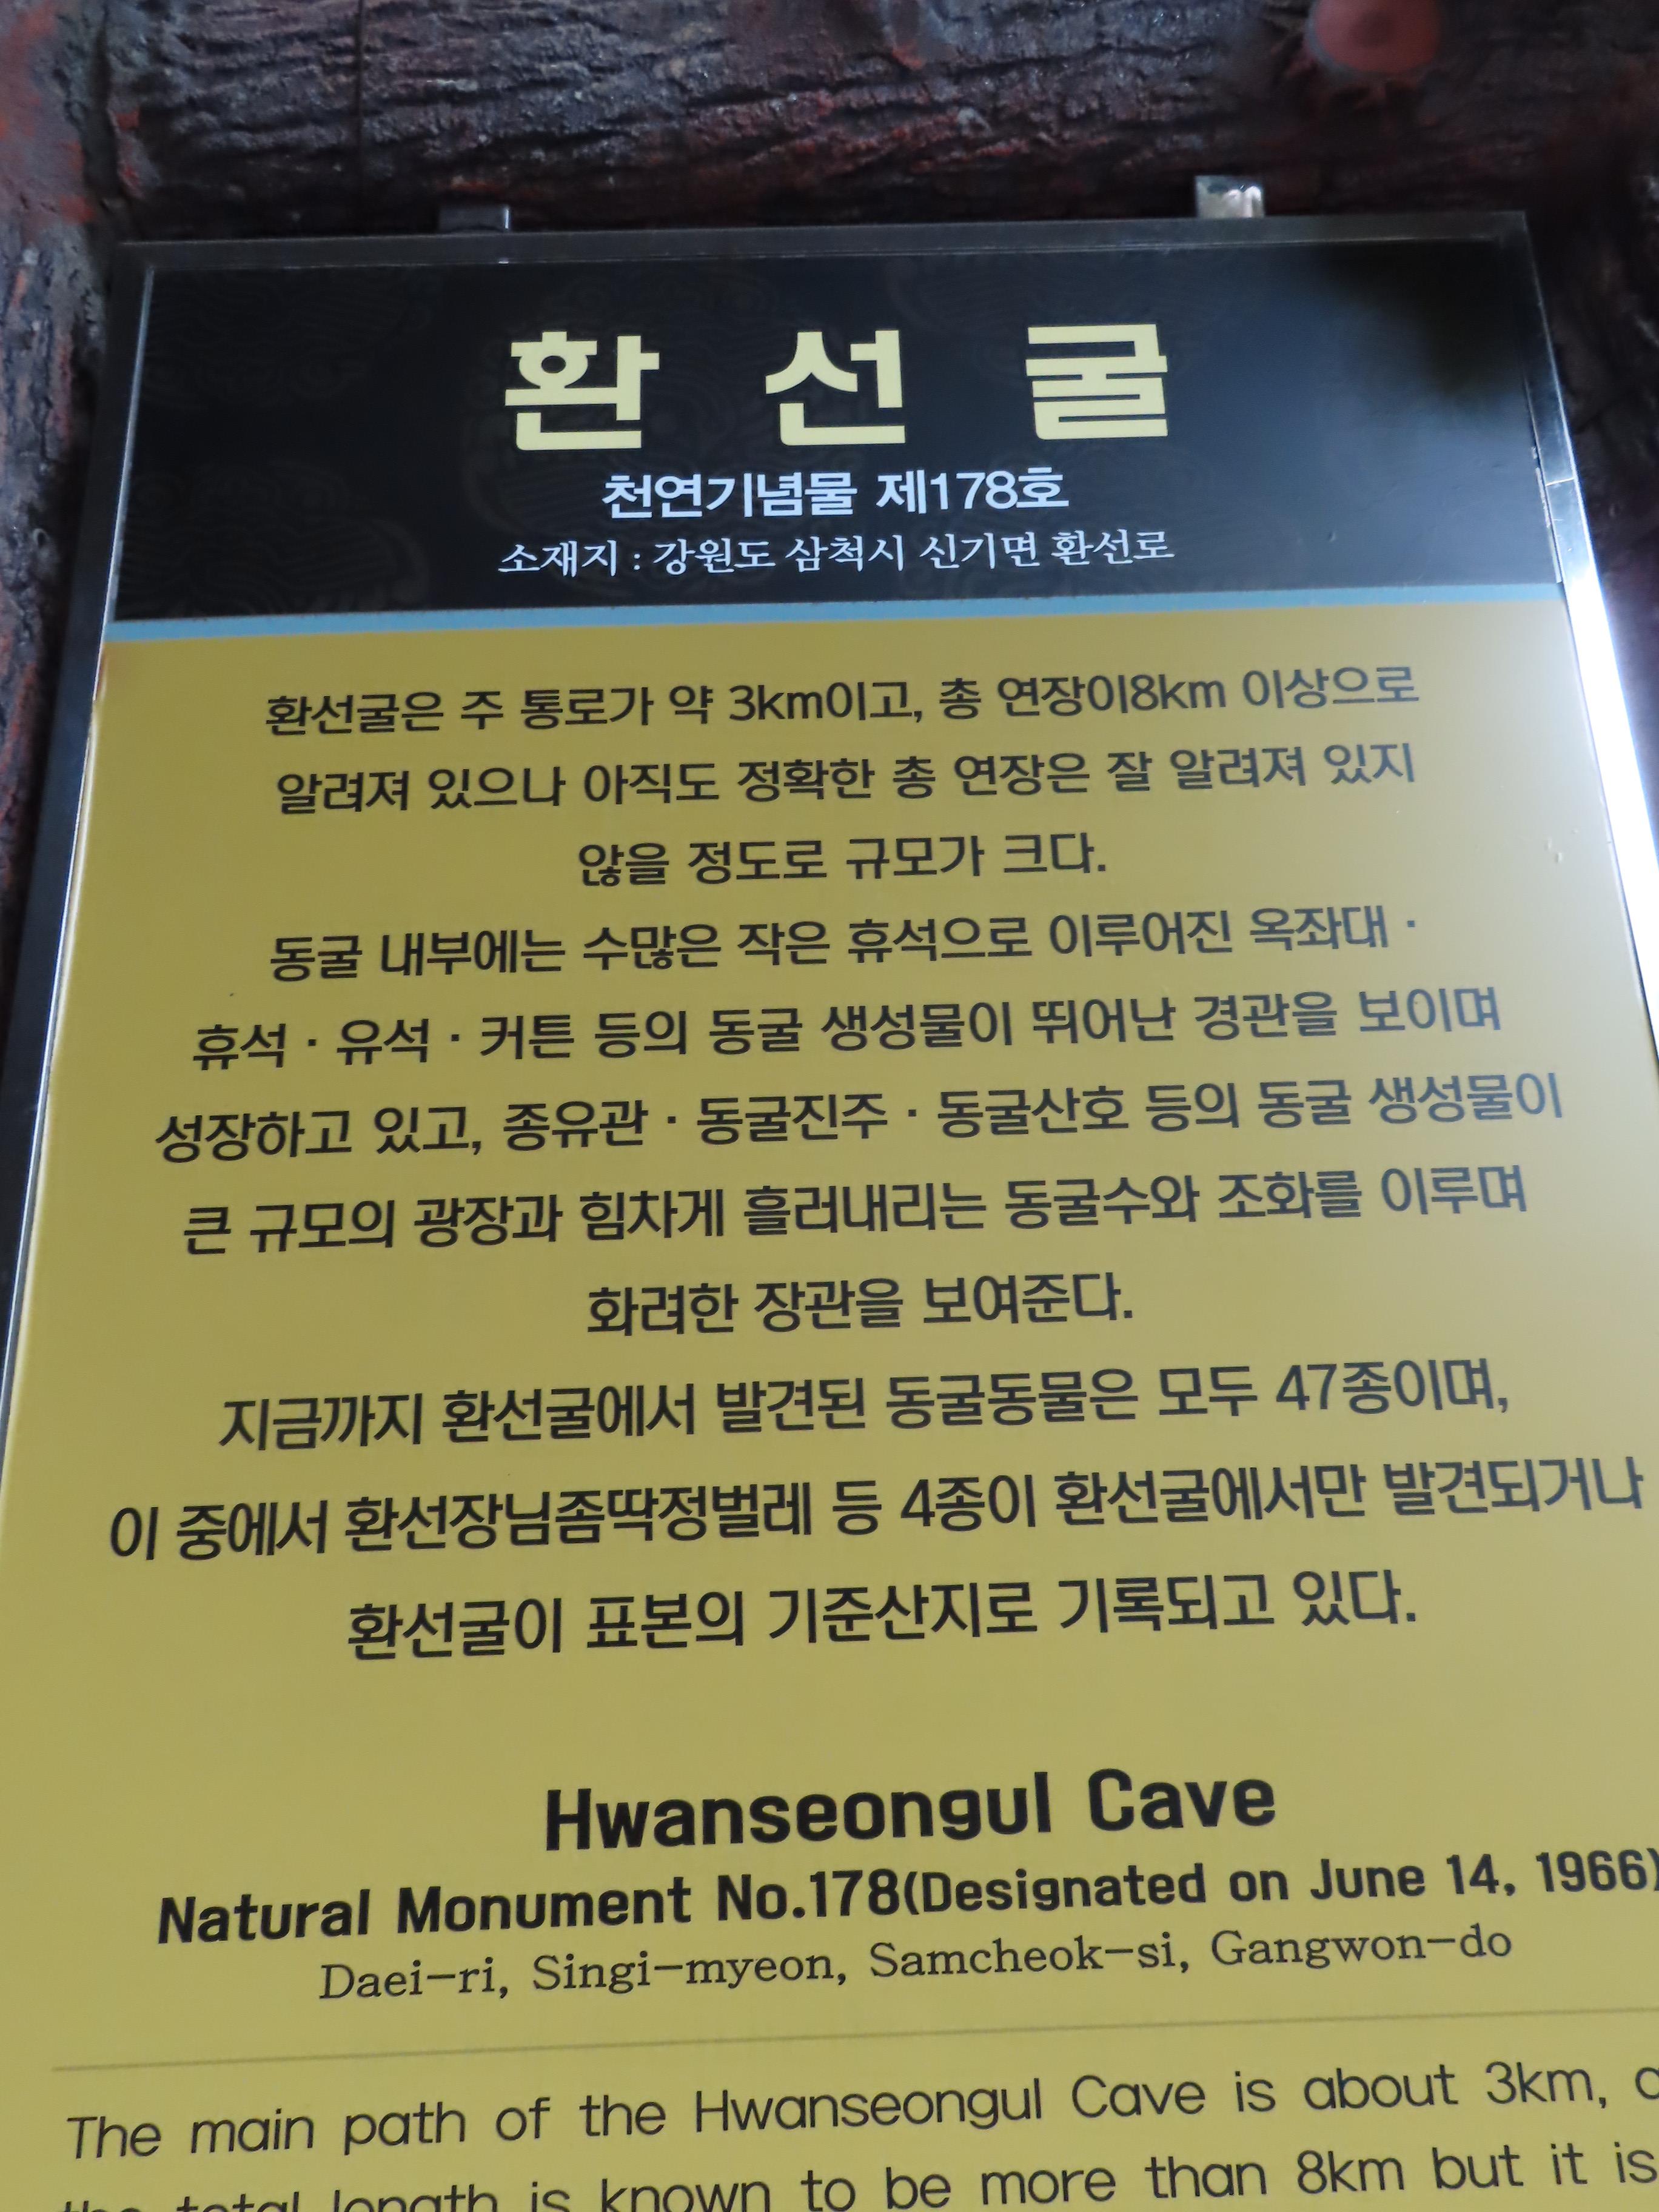 환선굴
천연기념물 제178호
소재지 : 강원도 삼척시 신기면 환선로
환선굴은 주 통로가 약 3km이고, 총 연장이8km 이상으로
알려져 있으나 아직도 정확한 총 연장은 잘 알려져 있지
않을 정도로 규모가 크다.
동굴 내부에는 수많은 작은 휴석으로 이루어진 옥좌대 ·
휴석 · 유석 · 커튼 등의 동굴 생성물이 뛰어난 경관을 보이며
성장하고 있고, 종유관 · 동굴진주 · 동굴산호 등의 동굴 생성물이
큰 규모의 광장과 힘차게 흘러내리는 동굴수와 조화를 이루며
화려한 장관을 보여준다.
지금까지 환선굴에서 발견된 동굴동물은 모두 47종이며,
이 중에서 환선장님좀딱정벌레 등 4종이 환선굴에서만 발견되거나
환선굴이 표본의 기준산지로 기록되고 있다.
Hwanseongul Cave
Natural Monument No.178(Designated on June 14, 1966)
Daei-ri, Singi-myeon, Samcheok-si, Gangwon-do
The main path of the Hwanseongul Cave is about 3km,
the total length is known to be more than 8km but it is